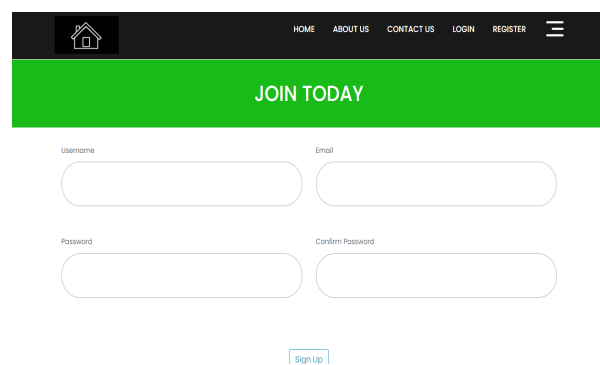 HOME ABOUT US CONTACT US LOGIN REGISTER
JOIN TODAY
Username Email
Password Confirm Password
Sign Up